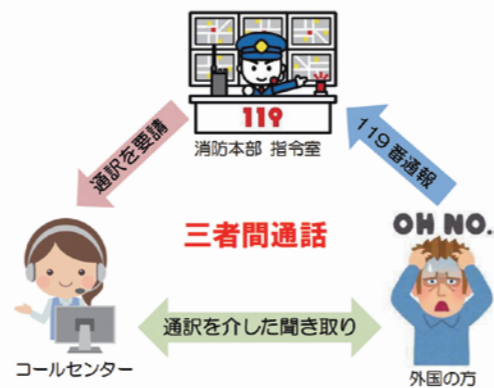 119
消防本部 指令室
通訳を要請
119番通報
三者間通話
OH NO..
通訳を介した聞き取り
コールセンター
外国の方